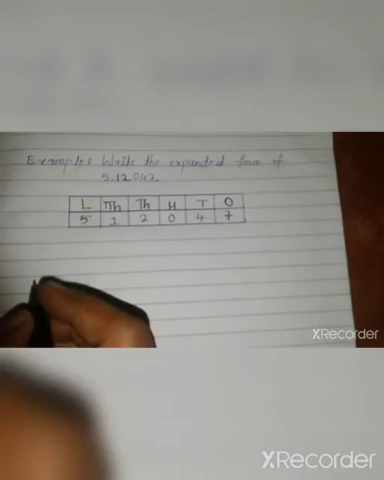 Example: Write the expanded form of
5,12,047.
L TTh Th H T O
5 1 2 0 4 7
XRecorder
XRecorder